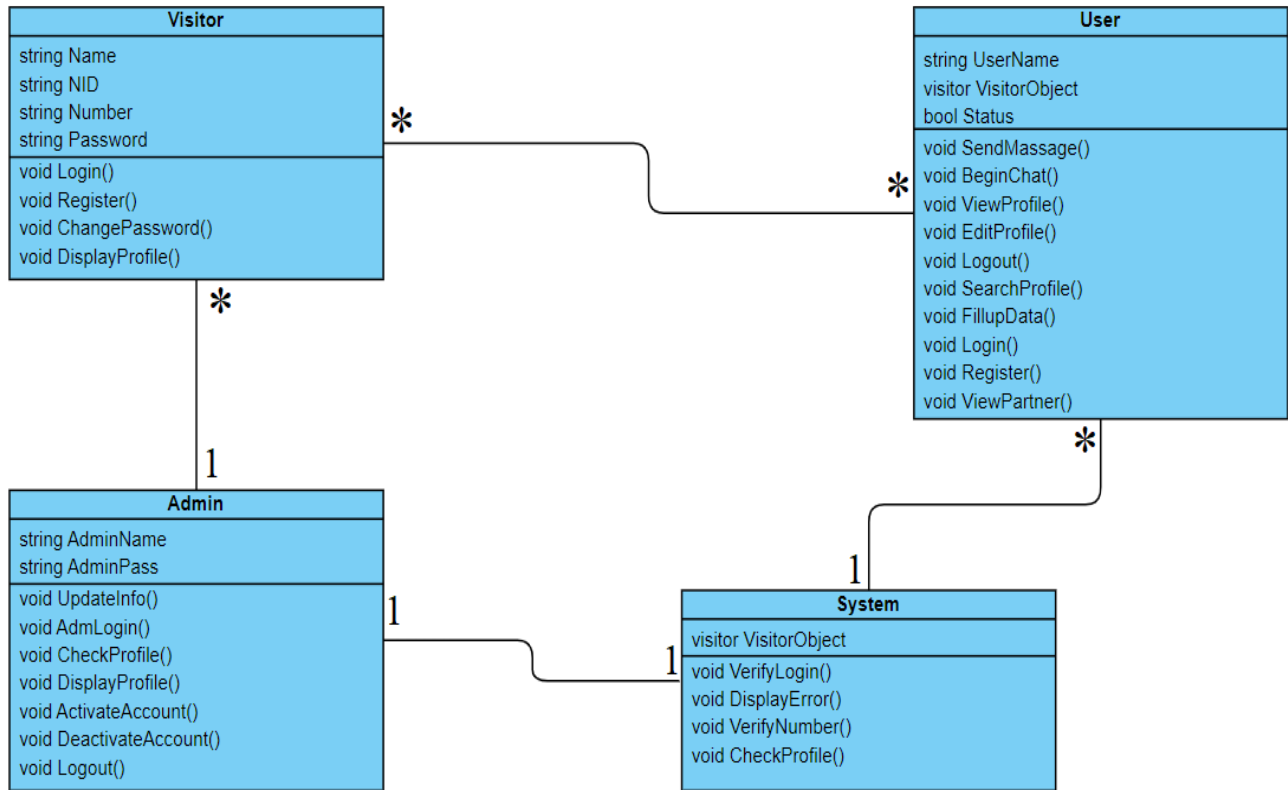 Visitor
string Name
string NID
string Number
string Password
void Login()
void Register()
void ChangePassword()
void DisplayProfile()
*
*
User
string UserName
visitor VisitorObject
bool Status
void SendMassage()
void BeginChat()
void ViewProfile()
void EditProfile()
void Logout()
void SearchProfile()
void FillupData()
void Login()
void Register()
void ViewPartner()
*
1
*
1
Admin
string AdminName
string AdminPass
void UpdateInfo()
void AdmLogin()
void CheckProfile()
void DisplayProfile()
void ActivateAccount()
void DeactivateAccount()
void Logout()
1
1
System
visitor VisitorObject
void VerifyLogin()
void DisplayError()
void VerifyNumber()
void CheckProfile()